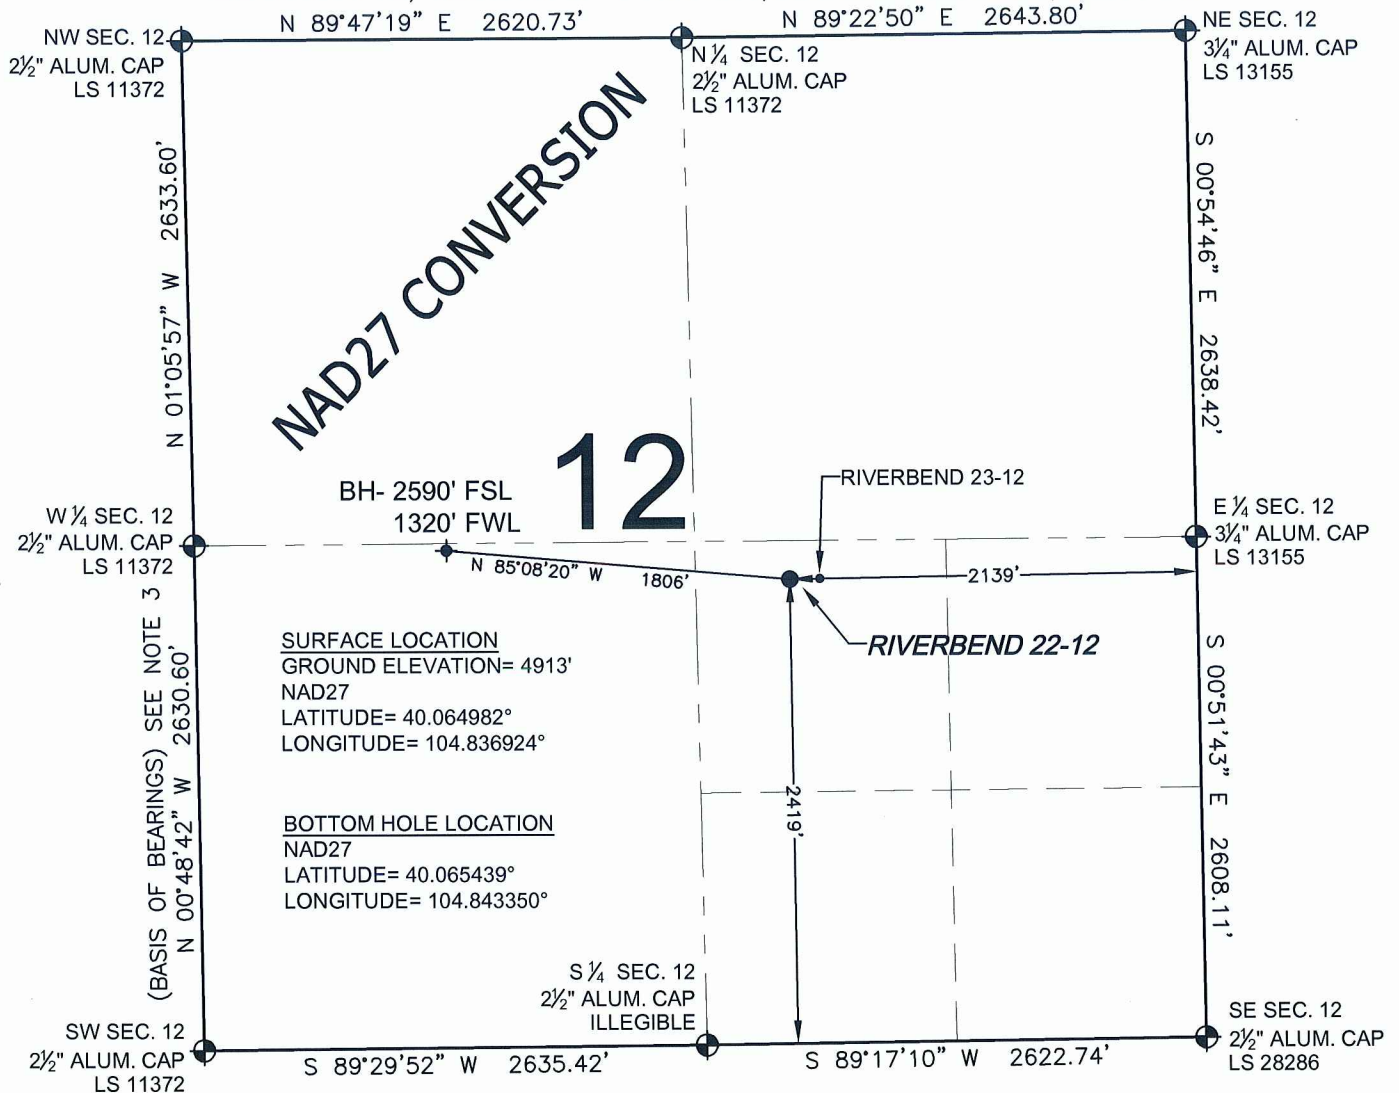 N 89°47'19" E 2620.73'
N 89°22'50" E 2643.80'
NW SEC. 12
2½" ALUM. CAP
LS 11372
N ¼ SEC. 12
2½" ALUM. CAP
LS 11372
NE SEC. 12
3¼" ALUM. CAP
LS 13155
N 01°05'57" W 2633.60'
NAD27 CONVERSION
S 00°54'46" E 2638.42'
12
BH- 2590' FSL
1320' FWL
RIVERBEND 23-12
W ¼ SEC. 12
2½" ALUM. CAP
LS 11372
E ¼ SEC. 12
3¼" ALUM. CAP
LS 13155
N 85°08'20" W 1806'
2139'
RIVERBEND 22-12
(BASIS OF BEARINGS) SEE NOTE 3
N 00°48'42" W 2630.60'
SURFACE LOCATION
GROUND ELEVATION= 4913'
NAD27
LATITUDE= 40.064982°
LONGITUDE= 104.836924°
S 00°51'43" E 2608.11'
2419'
BOTTOM HOLE LOCATION
NAD27
LATITUDE= 40.065439°
LONGITUDE= 104.843350°
S ¼ SEC. 12
2½" ALUM. CAP
ILLEGIBLE
SW SEC. 12
2½" ALUM. CAP
LS 11372
S 89°29'52" W 2635.42'
S 89°17'10" W 2622.74'
SE SEC. 12
2½" ALUM. CAP
LS 28286